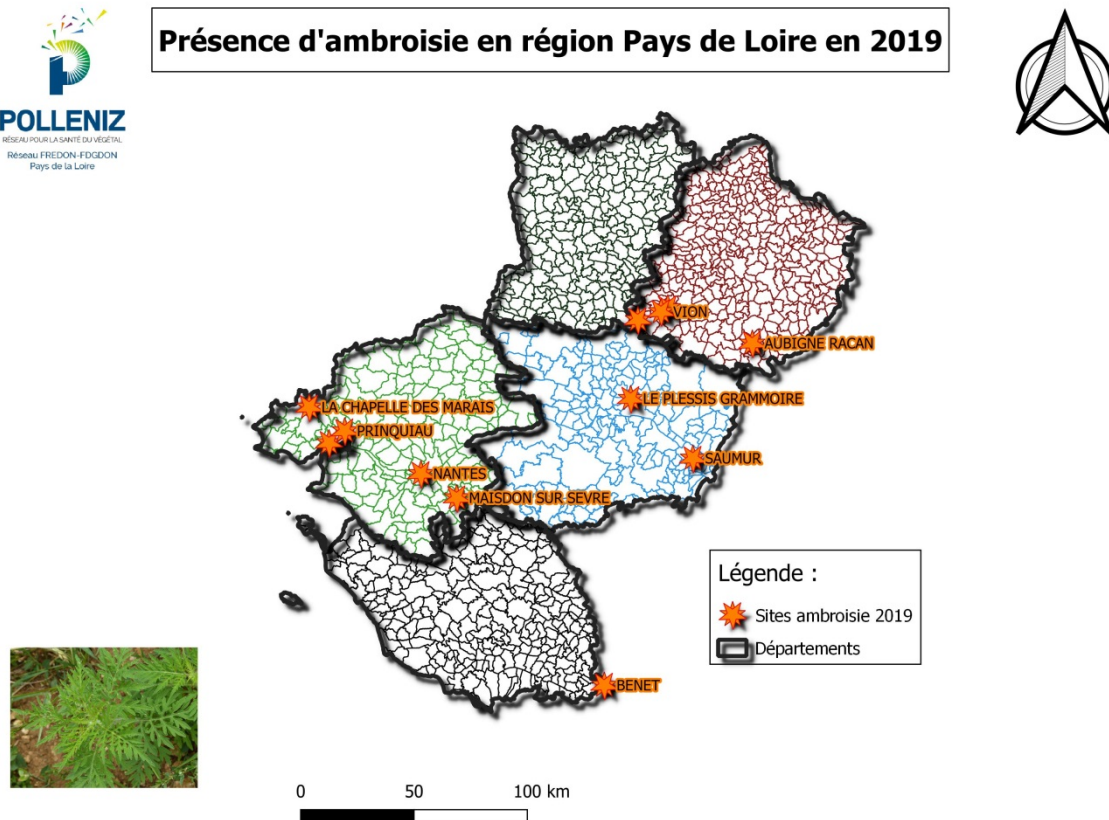 Présence d'ambroisie en région Pays de Loire en 2019
POLLENIZ
RÉSEAU POUR LA SANTÉ DU VÉGÉTAL
Réseau FREDON-FDGDON
Pays de la Loire
VION
AUBIGNE RACAN
LE PLESSIS GRAMMOIRE
LA CHAPELLE DES MARAIS
PRINQUIAU
SAUMUR
NANTES
MAISDON SUR SEVRE
BENET
Légende :
Sites ambroisie 2019
Départements
0 50 100 km